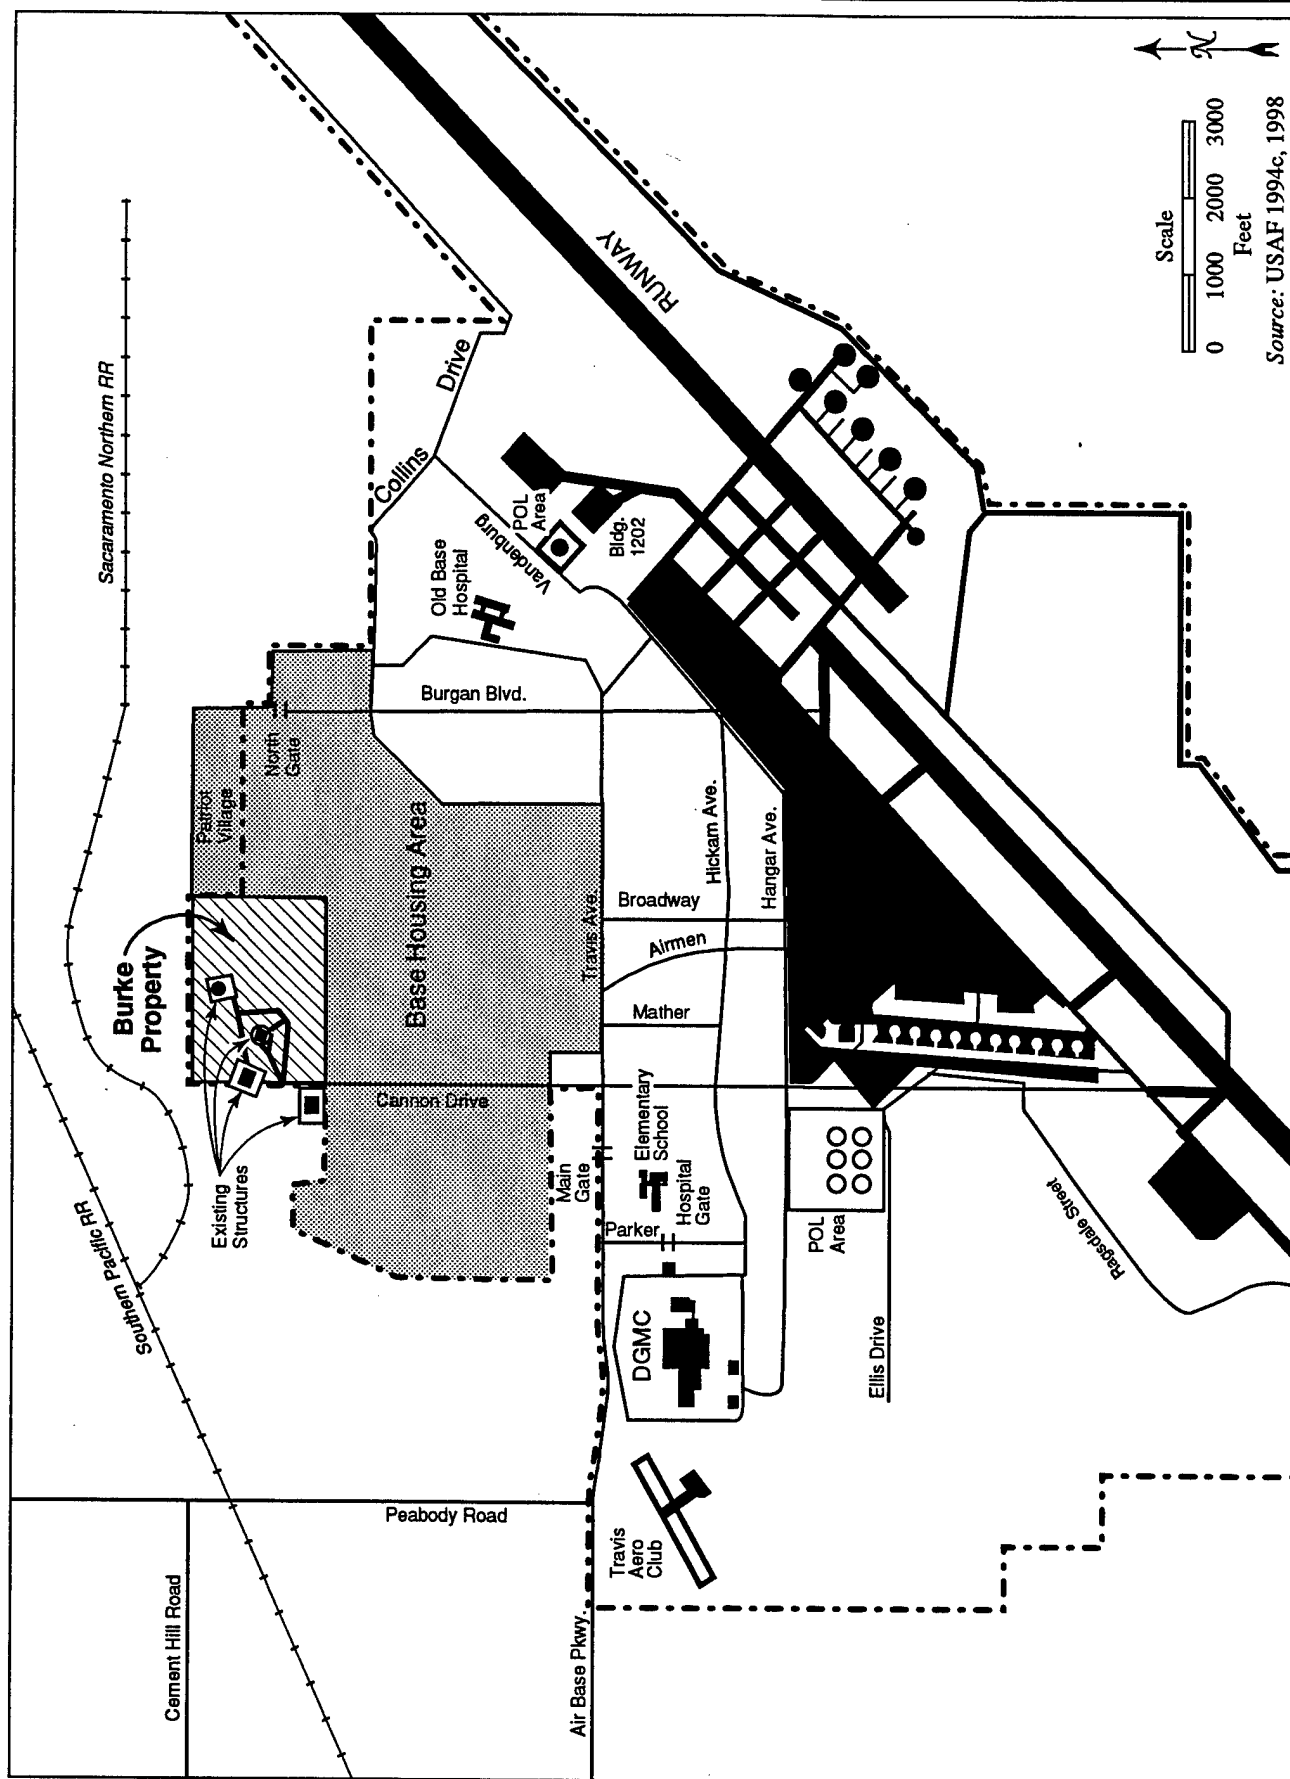 Sacaramento Northern RR
Southern Pacific RR
Cement Hill Road
Peabody Road
Air Base Pkwy.
Burke
Property
Existing
Structures
Patriot
Village
North
Gate
Base Housing Area
Cannon Drive
Main
Gate
Travis Ave.
Burgan Blvd.
Collins
Drive
Vandenburg
Old Base
Hospital
POL
Area
Bldg.
1202
RUNWAY
Travis
Aero
Club
DGMC
Parker
Hospital
Gate
Elementary
School
Mather
Airmen
Broadway
Hickam Ave.
Hangar Ave.
POL
Area
Ellis Drive
Ragsdale Street
N
Scale
0 1000 2000 3000
Feet
Source: USAF 1994c, 1998